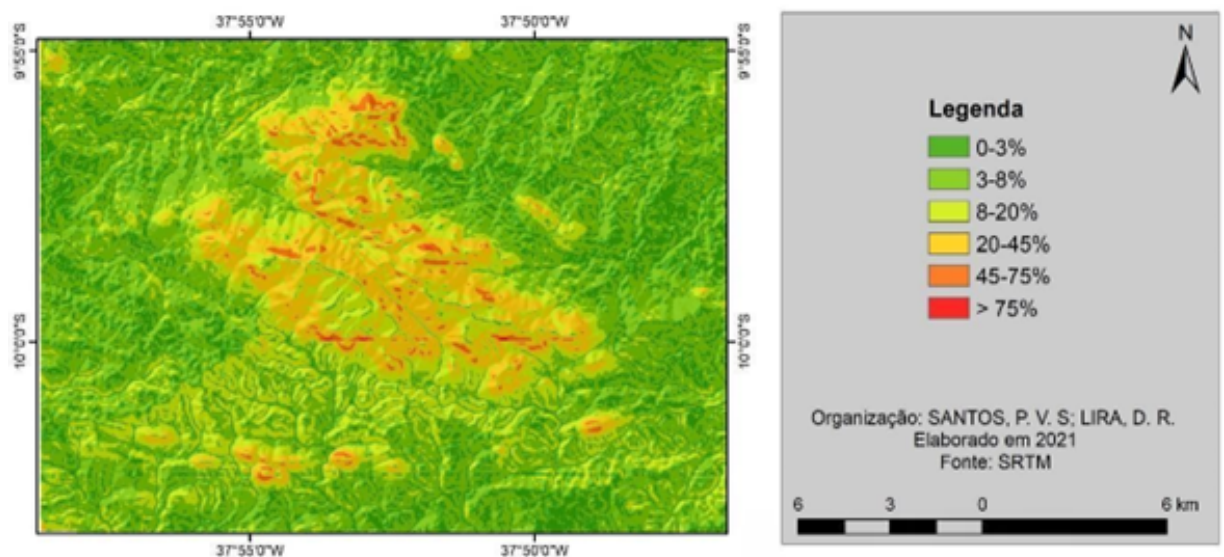 37°55'0"W 37°50'0"W
9°55'0"S
9°55'0"S
10°0'0"S
10°0'0"S
37°55'0"W 37°50'0"W
N
Legenda
0-3%
3-8%
8-20%
20-45%
45-75%
> 75%
Organização: SANTOS, P. V. S; LIRA, D. R.
Elaborado em 2021
Fonte: SRTM
6 3 0 6 km